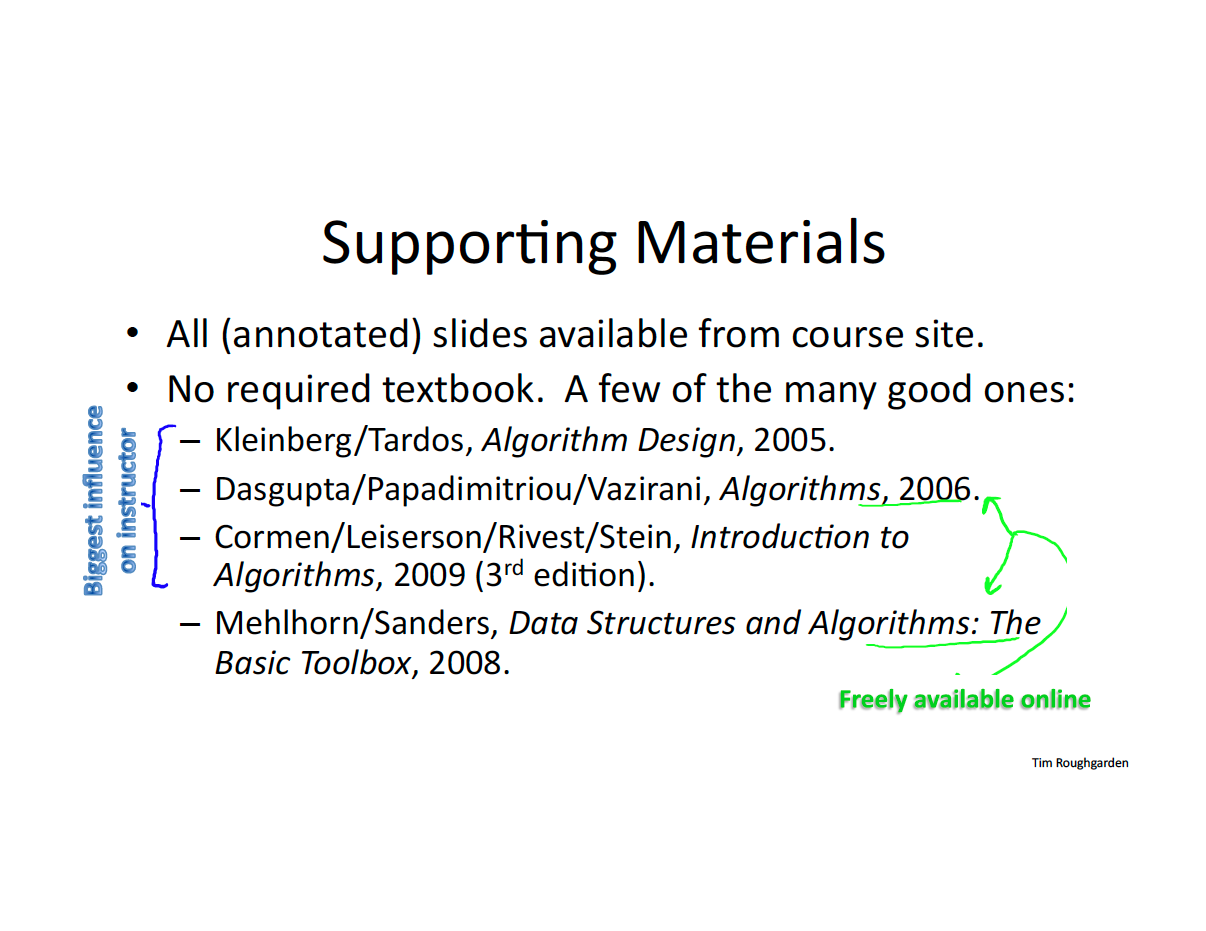 Supporting Materials
• All (annotated) slides available from course site.
• No required textbook.  A few of the many good ones:
– Kleinberg/Tardos, Algorithm Design, 2005.
– Dasgupta/Papadimitriou/Vazirani, Algorithms, 2006.
– Cormen/Leiserson/Rivest/Stein, Introduction to
Algorithms, 2009 (3rd edition).
– Mehlhorn/Sanders, Data Structures and Algorithms: The
Basic Toolbox, 2008.
Biggest influence
on instructor
Freely available online
Tim Roughgarden